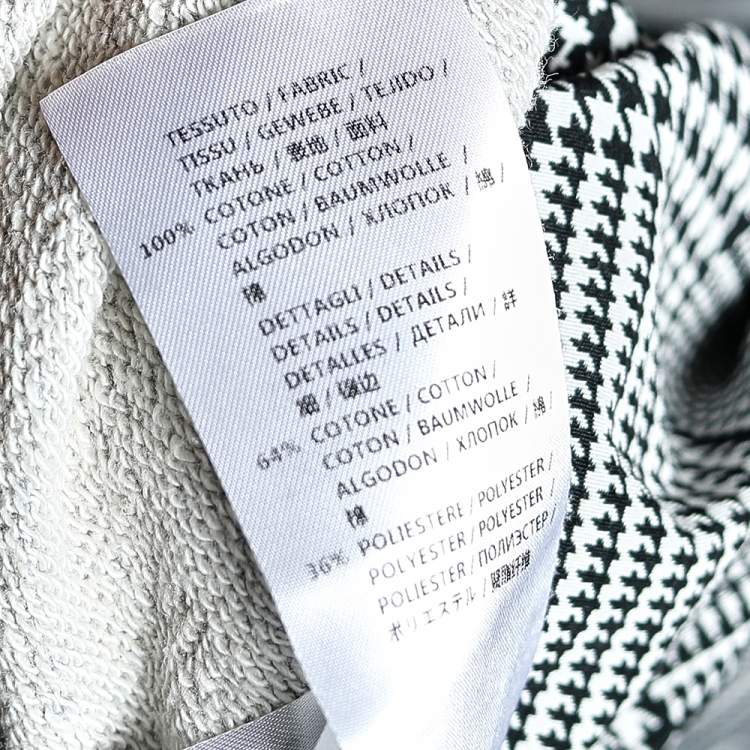 TESSUTO / FABRIC /
TISSU / GEWEBE / TEJIDO /
ТКАНЬ / 表地 / 面料
100% COTONE / COTTON /
COTON / BAUMWOLLE /
ALGODON / ХЛОПОК / 綿 /
棉
DETTAGLI / DETAILS /
DETAILS / DETAILS /
DETALLES / ДЕТАЛИ / 詳
細 / 镶边
64% COTONE / COTTON /
COTON / BAUMWOLLE /
ALGODON / ХЛОПОК / 綿 /
棉
36% POLIESTERE / POLYESTER /
POLYESTER / POLYESTER /
POLIESTER / ПОЛИЭСТЕР /
ポリエステル / 聚酯纤维